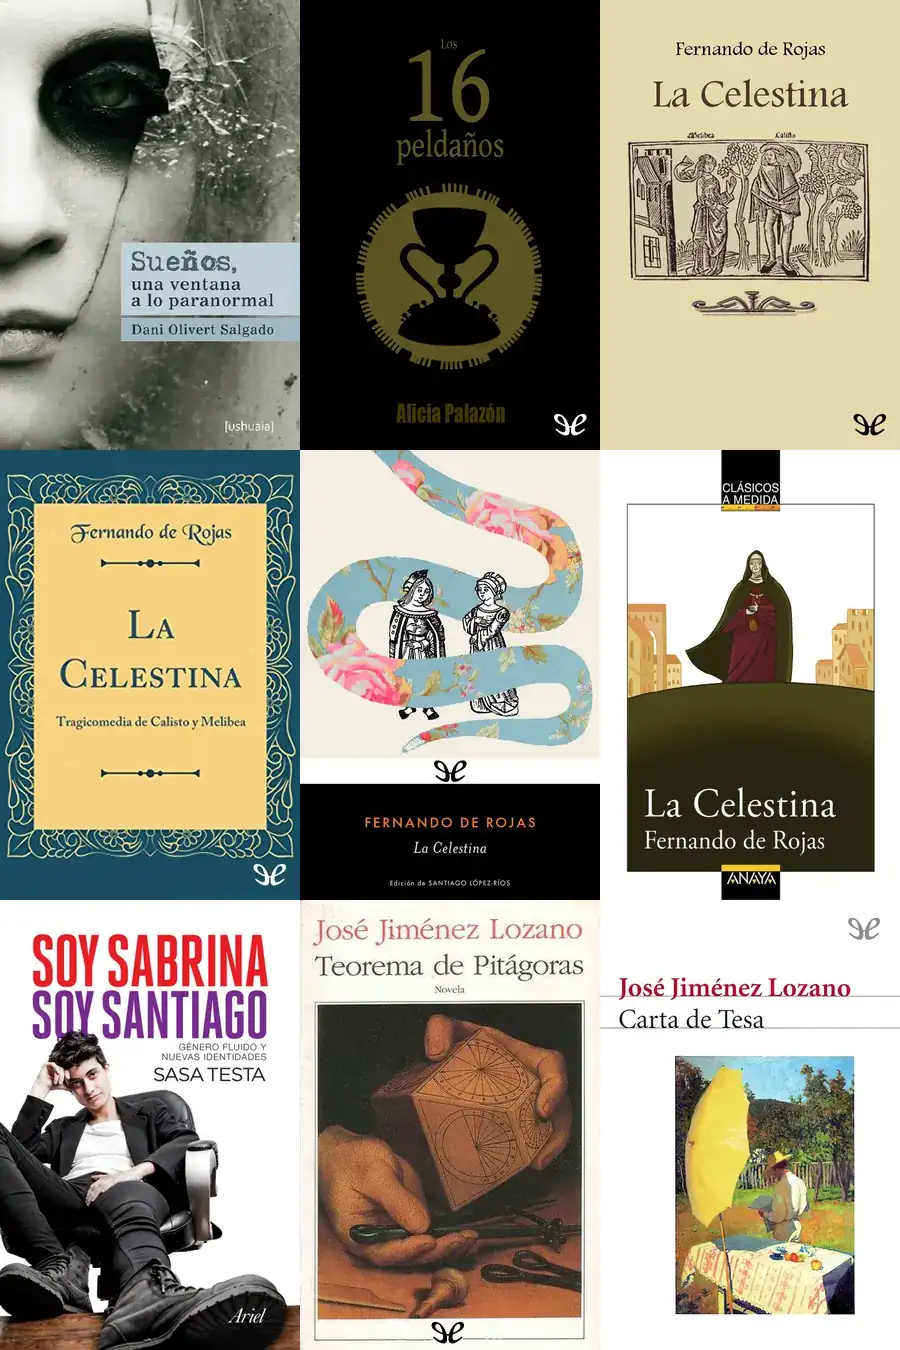 Sueños,
una ventana
a lo paranormal
Dani Olivert Salgado
[ushuaia]
Los
16
peldaños
Alicia Palazón
Fernando de Rojas
La Celestina
Melibea
Calisto
Fernando de Rojas
La
Celestina
Tragicomedia de Calisto y Melibea
FERNANDO DE ROJAS
La Celestina
Edición de SANTIAGO LÓPEZ-RÍOS
CLÁSICOS
A MEDIDA
La Celestina
Fernando de Rojas
ANAYA
SOY SABRINA
SOY SANTIAGO
GÉNERO FLUIDO Y
NUEVAS IDENTIDADES
SASA TESTA
Ariel
José Jiménez Lozano
Teorema de Pitágoras
Novela
José Jiménez Lozano
Carta de Tesa